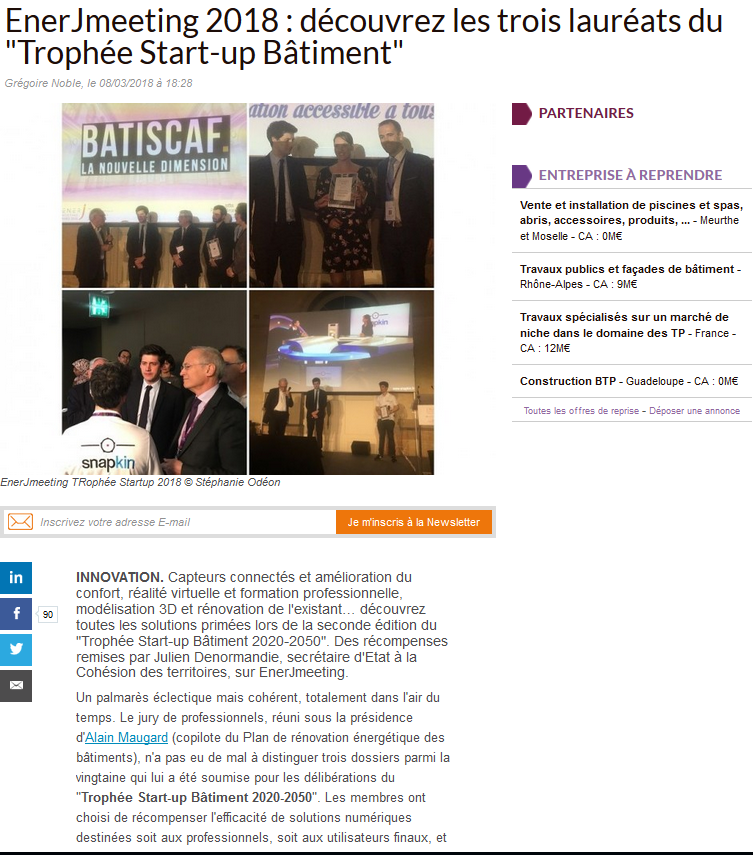 EnerJmeeting 2018 : découvrez les trois lauréats du
"Trophée Start-up Bâtiment"
Grégoire Noble, le 08/03/2018 à 18:28
BATISCAF.
LA NOUVELLE DIMENSION
ation accessible a tous
snapkin
snapkin
EnerJmeeting TRophée Startup 2018 © Stéphanie Odéon
Inscrivez votre adresse E-mail
Je m'inscris à la Newsletter
in
f
90
INNOVATION. Capteurs connectés et amélioration du
confort, réalité virtuelle et formation professionnelle,
modélisation 3D et rénovation de l'existant… découvrez
toutes les solutions primées lors de la seconde édition du
"Trophée Start-up Bâtiment 2020-2050". Des récompenses
remises par Julien Denormandie, secrétaire d'Etat à la
Cohésion des territoires, sur EnerJmeeting.
Un palmarès éclectique mais cohérent, totalement dans l'air du
temps. Le jury de professionnels, réuni sous la présidence
d'Alain Maugard (copilote du Plan de rénovation énergétique des
bâtiments), n'a pas eu de mal à distinguer trois dossiers parmi la
vingtaine qui lui a été soumise pour les délibérations du
"Trophée Start-up Bâtiment 2020-2050". Les membres ont
choisi de récompenser l'efficacité de solutions numériques
destinées soit aux professionnels, soit aux utilisateurs finaux, et
PARTENAIRES
ENTREPRISE À REPRENDRE
Vente et installation de piscines et spas,
abris, accessoires, produits, ... - Meurthe
et Moselle - CA : 0M€
Travaux publics et façades de bâtiment -
Rhône-Alpes - CA : 9M€
Travaux spécialisés sur un marché de
niche dans le domaine des TP - France -
CA : 12M€
Construction BTP - Guadeloupe - CA : 0M€
Toutes les offres de reprise – Déposer une annonce